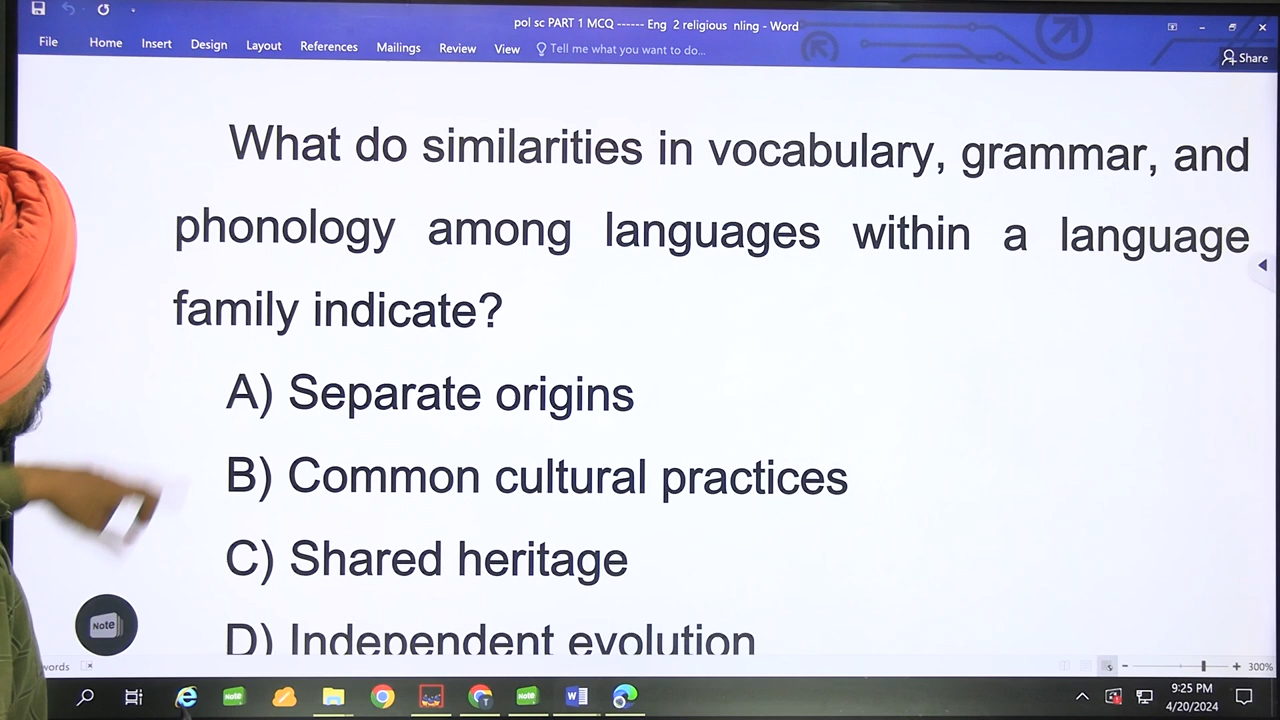 pol sc PART 1 MCQ ------ Eng 2 religious nling - Word
File Home Insert Design Layout References Mailings Review View Tell me what you want to do...
Share
What do similarities in vocabulary, grammar, and
phonology among languages within a language
family indicate?
A) Separate origins
B) Common cultural practices
C) Shared heritage
D) Independent evolution
Note
words
300%
Note
Note
T
9:25 PM
4/20/2024